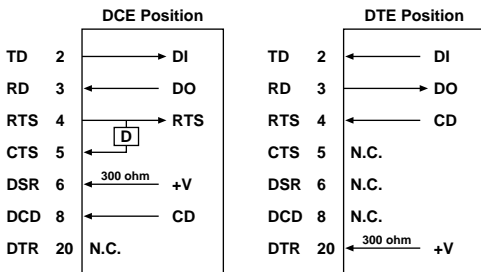 DCE Position
TD 2 DI
RD 3 DO
RTS 4 RTS
D
CTS 5
DSR 6 300 ohm +V
DCD 8 CD
DTR 20 N.C.
DTE Position
TD 2 DI
RD 3 DO
RTS 4 CD
CTS 5 N.C.
DSR 6 N.C.
DCD 8 N.C.
DTR 20 300 ohm +V